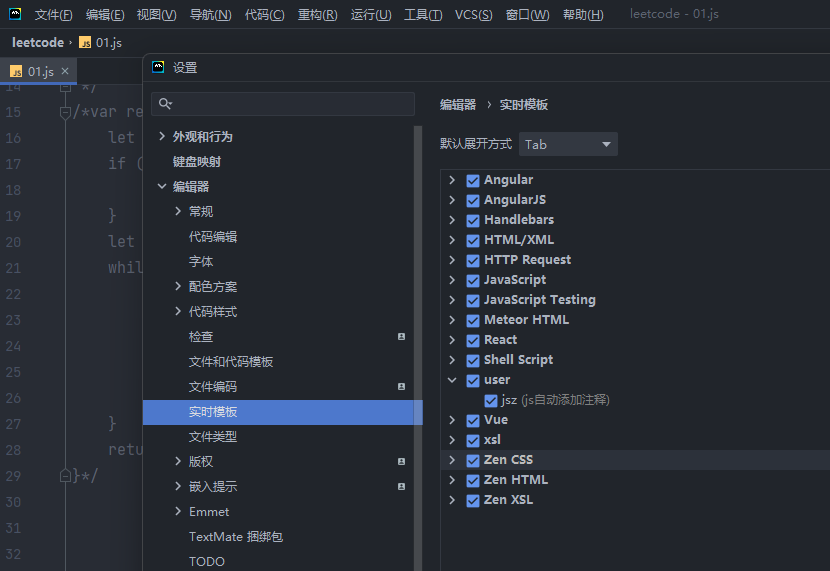 文件(F) 编辑(E) 视图(V) 导航(N) 代码(C) 重构(R) 运行(U) 工具(T) VCS(S) 窗口(W) 帮助(H) leetcode - 01.js
leetcode 01.js
01.js
设置
14 */
15 /*var re
16 let
17 if (
18
19 }
20 let
21 whil
22
23
24
25
26
27 }
28 retu
29 }*/
30
31
32
外观和行为
键盘映射
编辑器
常规
代码编辑
字体
配色方案
代码样式
检查
文件和代码模板
文件编码
实时模板
文件类型
版权
嵌入提示
Emmet
TextMate 捆绑包
TODO
编辑器 › 实时模板
默认展开方式 Tab
Angular
AngularJS
Handlebars
HTML/XML
HTTP Request
JavaScript
JavaScript Testing
Meteor HTML
React
Shell Script
user
jsz (js自动添加注释)
Vue
xsl
Zen CSS
Zen HTML
Zen XSL